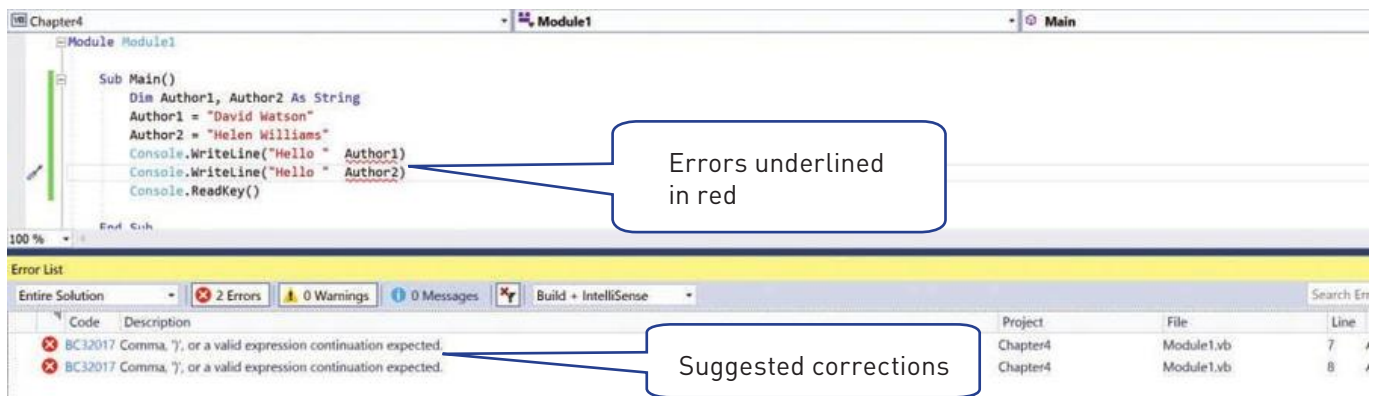 Chapter4 Module1 Main
Module Module1
Sub Main()
Dim Author1, Author2 As String
Author1 = "David Watson"
Author2 = "Helen Williams"
Console.WriteLine("Hello "  Author1)
Console.WriteLine("Hello "  Author2)
Console.ReadKey()
End Sub
Errors underlined
in red
100 %
Error List
Entire Solution 2 Errors 0 Warnings 0 Messages Build + IntelliSense Search
Code Description Project File Line
BC32017 Comma, ')', or a valid expression continuation expected. Chapter4 Module1.vb 7
BC32017 Comma, ')', or a valid expression continuation expected. Chapter4 Module1.vb 8
Suggested corrections